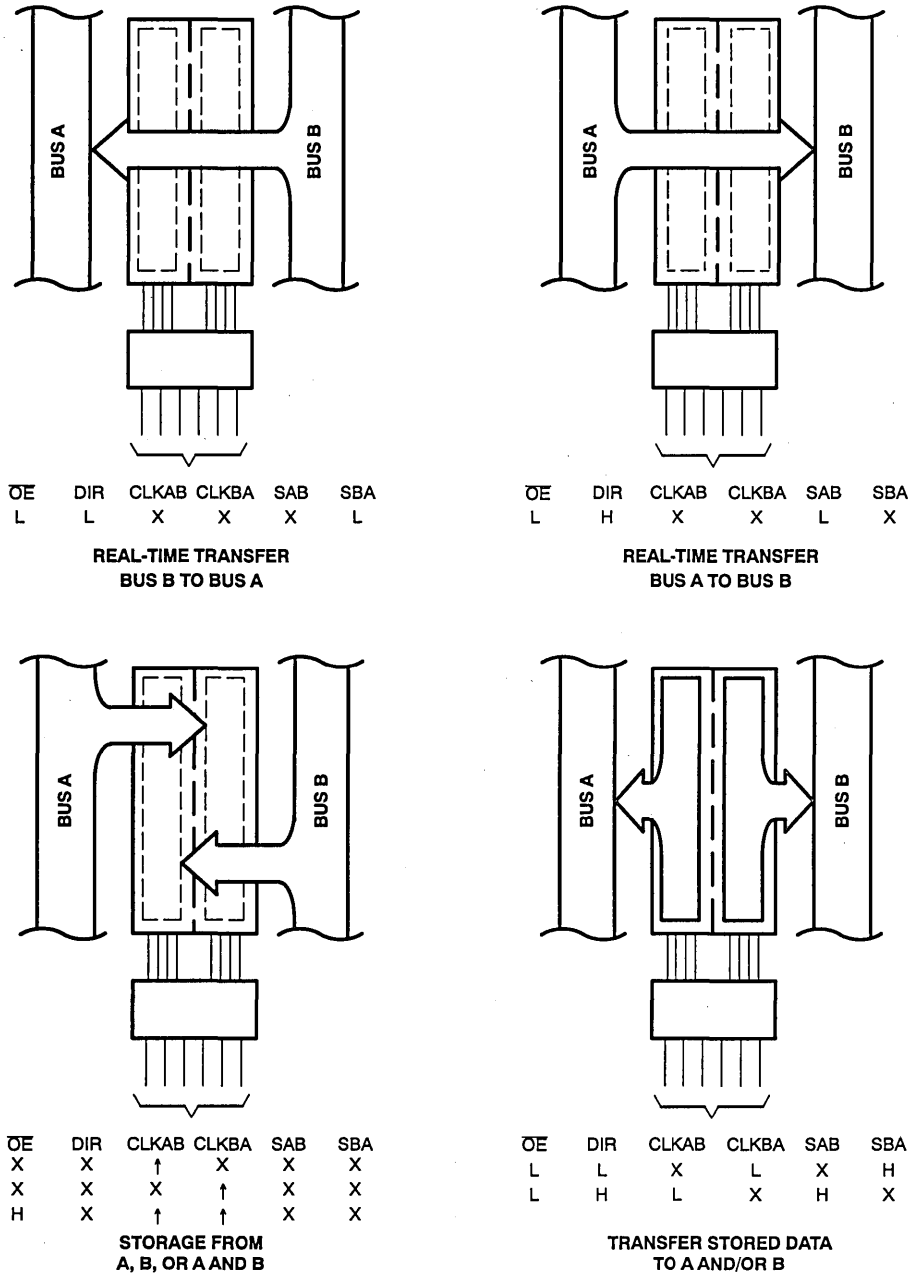 BUS A
BUS B
OE DIR CLKAB CLKBA SAB SBA
L L X X X L
REAL-TIME TRANSFER
BUS B TO BUS A
BUS A
BUS B
OE DIR CLKAB CLKBA SAB SBA
L H X X L X
REAL-TIME TRANSFER
BUS A TO BUS B
BUS A
BUS B
OE DIR CLKAB CLKBA SAB SBA
X X ↑ X X X
X X X ↑ X X
H X ↑ ↑ X X
STORAGE FROM
A, B, OR A AND B
BUS A
BUS B
OE DIR CLKAB CLKBA SAB SBA
L L X L X H
L H L X H X
TRANSFER STORED DATA
TO A AND/OR B